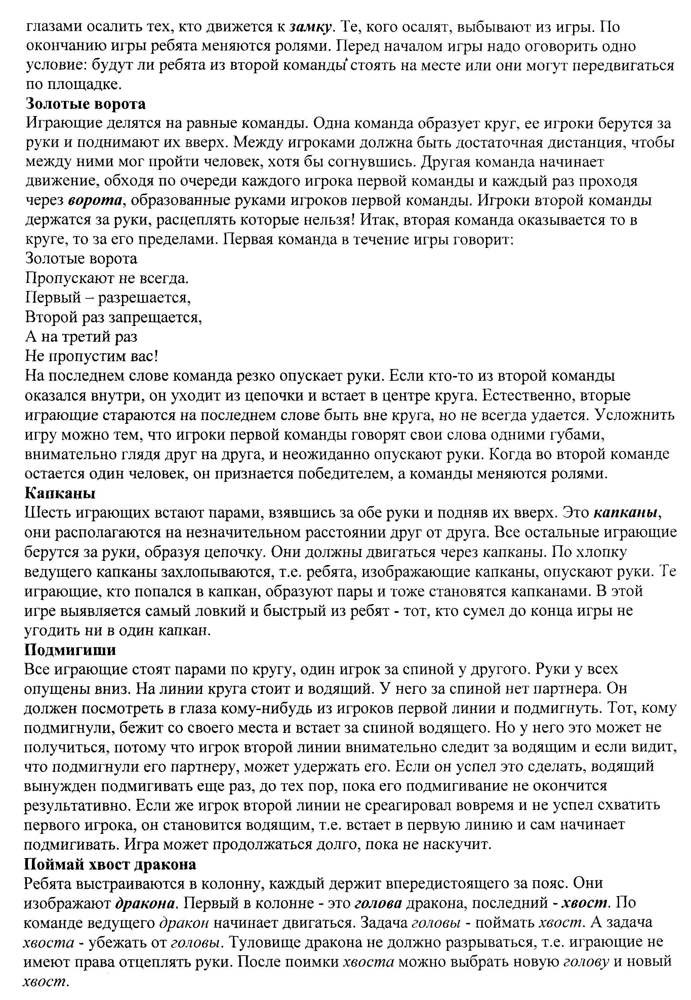 глазами осалить тех, кто движется к замку. Те, кого осалят, выбывают из игры. По
окончанию игры ребята меняются ролями. Перед началом игры надо оговорить одно
условие: будут ли ребята из второй команды стоять на месте или они могут передвигаться
по площадке.
Золотые ворота
Играющие делятся на равные команды. Одна команда образует круг, ее игроки берутся за
руки и поднимают их вверх. Между игроками должна быть достаточная дистанция, чтобы
между ними мог пройти человек, хотя бы согнувшись. Другая команда начинает
движение, обходя по очереди каждого игрока первой команды и каждый раз проходя
через ворота, образованные руками игроков первой команды. Игроки второй команды
держатся за руки, расцеплять которые нельзя! Итак, вторая команда оказывается то в
круге, то за его пределами. Первая команда в течение игры говорит:
Золотые ворота
Пропускают не всегда.
Первый – разрешается,
Второй раз запрещается,
А на третий раз
Не пропустим вас!
На последнем слове команда резко опускает руки. Если кто-то из второй команды
оказался внутри, он уходит из цепочки и встает в центре круга. Естественно, вторые
играющие стараются на последнем слове быть вне круга, но не всегда удается. Усложнить
игру можно тем, что игроки первой команды говорят свои слова одними губами,
внимательно глядя друг на друга, и неожиданно опускают руки. Когда во второй команде
остается один человек, он признается победителем, а команды меняются ролями.
Капканы
Шесть играющих встают парами, взявшись за обе руки и подняв их вверх. Это капканы,
они располагаются на незначительном расстоянии друг от друга. Все остальные играющие
берутся за руки, образуя цепочку. Они должны двигаться через капканы. По хлопку
ведущего капканы захлопываются, т.е. ребята, изображающие капканы, опускают руки. Те
играющие, кто попался в капкан, образуют пары и тоже становятся капканами. В этой
игре выявляется самый ловкий и быстрый из ребят - тот, кто сумел до конца игры не
угодить ни в один капкан.
Подмигиши
Все играющие стоят парами по кругу, один игрок за спиной у другого. Руки у всех
опущены вниз. На линии круга стоит и водящий. У него за спиной нет партнера. Он
должен посмотреть в глаза кому-нибудь из игроков первой линии и подмигнуть. Тот, кому
подмигнули, бежит со своего места и встает за спиной водящего. Но у него это может не
получиться, потому что игрок второй линии внимательно следит за водящим и если видит,
что подмигнули его партнеру, может удержать его. Если он успел это сделать, водящий
вынужден подмигивать еще раз, до тех пор, пока его подмигивание не окончится
результативно. Если же игрок второй линии не среагировал вовремя и не успел схватить
первого игрока, он становится водящим, т.е. встает в первую линию и сам начинает
подмигивать. Игра может продолжаться долго, пока не наскучит.
Поймай хвост дракона
Ребята выстраиваются в колонну, каждый держит впередистоящего за пояс. Они
изображают дракона. Первый в колонне - это голова дракона, последний - хвост. По
команде ведущего дракон начинает двигаться. Задача головы - поймать хвост. А задача
хвоста - убежать от головы. Туловище дракона не должно разрываться, т.е. играющие не
имеют права отцеплять руки. После поимки хвоста можно выбрать новую голову и новый
хвост.